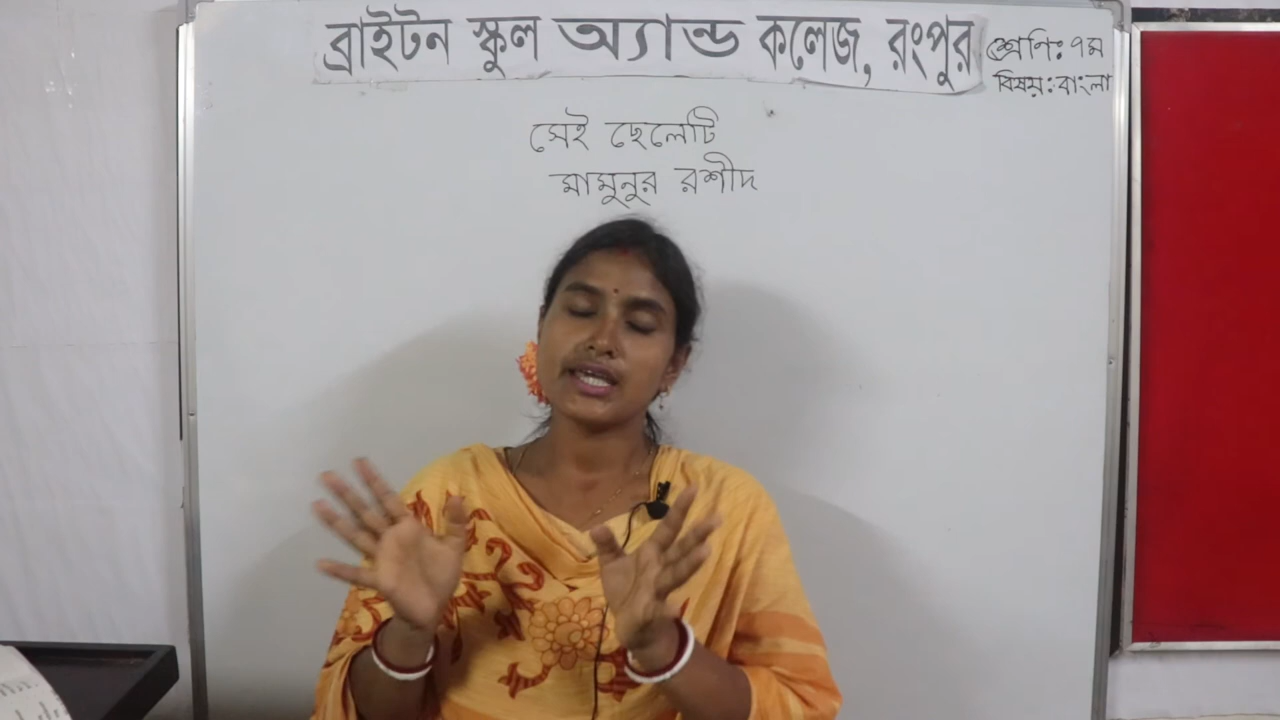 ব্রাইটন স্কুল অ্যান্ড কলেজ, রংপুর
শ্রেণি: ৭ম
বিষয়: বাংলা
সেই ছেলেটি
মামুনুর রশীদ